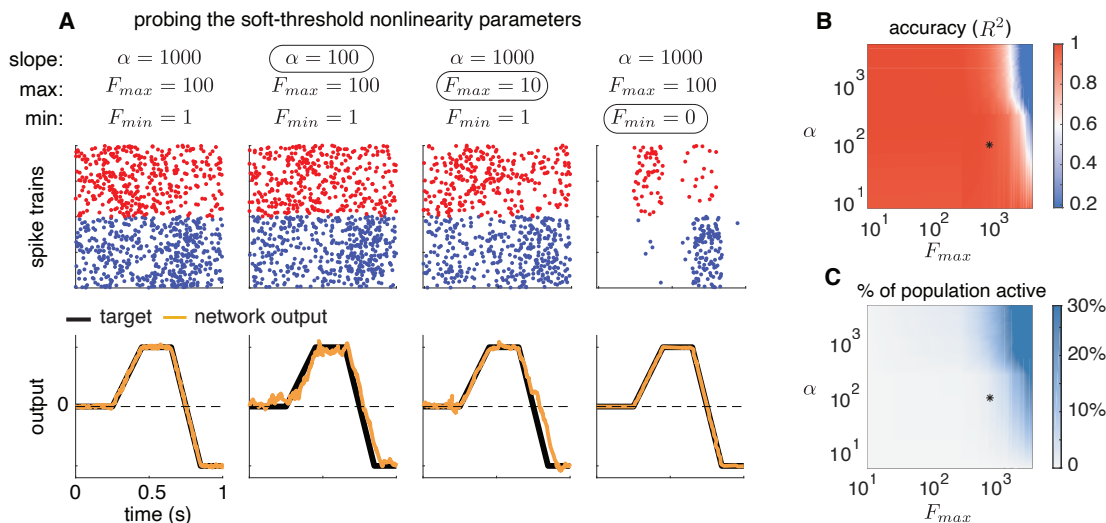 A
probing the soft-threshold nonlinearity parameters
slope: α = 1000 α = 100 α = 1000 α = 1000
max: F_max = 100 F_max = 100 F_max = 10 F_max = 100
min: F_min = 1 F_min = 1 F_min = 1 F_min = 0
spike trains
target network output
output
0
0 0.5 1
time (s)
B
accuracy (R²)
α
10³
10²
10¹
10¹ 10² 10³
F_max
1
0.8
0.6
0.4
0.2
C
% of population active
α
10³
10²
10¹
10¹ 10² 10³
F_max
30%
20%
10%
0